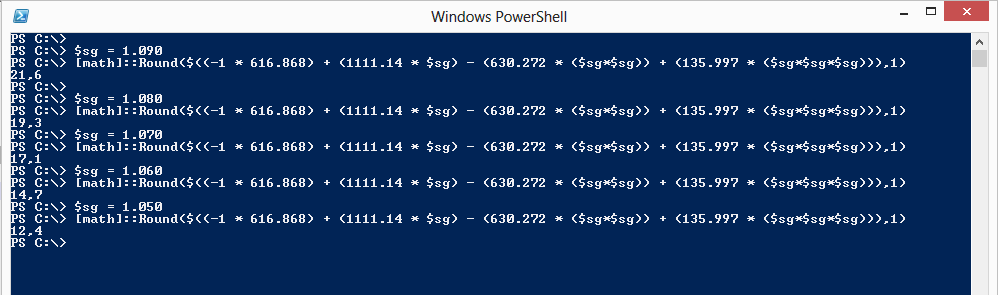 Windows PowerShell
PS C:\>
PS C:\> $sg = 1.090
PS C:\> [math]::Round($((-1 * 616.868) + (1111.14 * $sg) - (630.272 * ($sg*$sg)) + (135.997 * ($sg*$sg*$sg))),1)
21,6
PS C:\>
PS C:\> $sg = 1.080
PS C:\> [math]::Round($((-1 * 616.868) + (1111.14 * $sg) - (630.272 * ($sg*$sg)) + (135.997 * ($sg*$sg*$sg))),1)
19,3
PS C:\> $sg = 1.070
PS C:\> [math]::Round($((-1 * 616.868) + (1111.14 * $sg) - (630.272 * ($sg*$sg)) + (135.997 * ($sg*$sg*$sg))),1)
17,1
PS C:\> $sg = 1.060
PS C:\> [math]::Round($((-1 * 616.868) + (1111.14 * $sg) - (630.272 * ($sg*$sg)) + (135.997 * ($sg*$sg*$sg))),1)
14,7
PS C:\> $sg = 1.050
PS C:\> [math]::Round($((-1 * 616.868) + (1111.14 * $sg) - (630.272 * ($sg*$sg)) + (135.997 * ($sg*$sg*$sg))),1)
12,4
PS C:\>